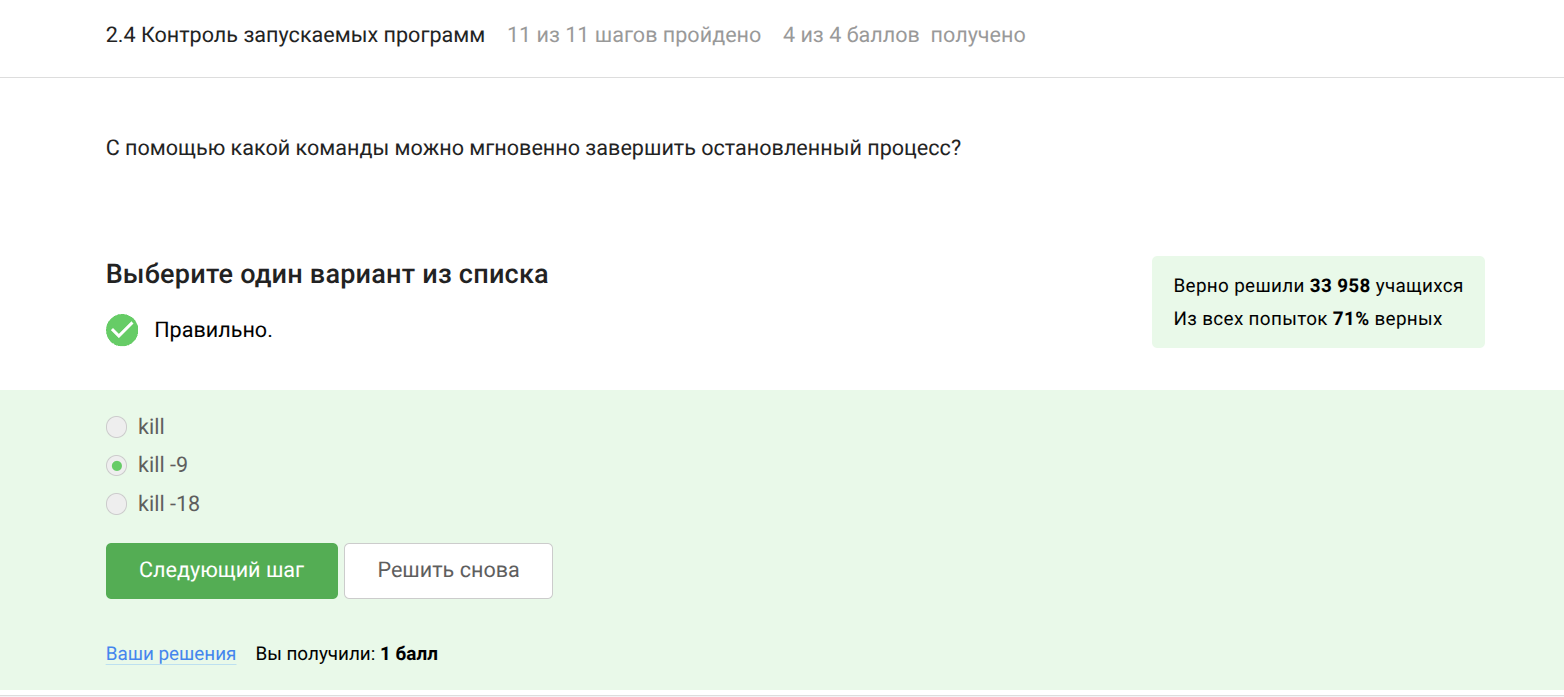 2.4 Контроль запускаемых программ 11 из 11 шагов пройдено 4 из 4 баллов получено
С помощью какой команды можно мгновенно завершить остановленный процесс?
Выберите один вариант из списка
Правильно.
Верно решили 33 958 учащихся
Из всех попыток 71% верных
kill
kill -9
kill -18
Следующий шаг Решить снова
Ваши решения Вы получили: 1 балл